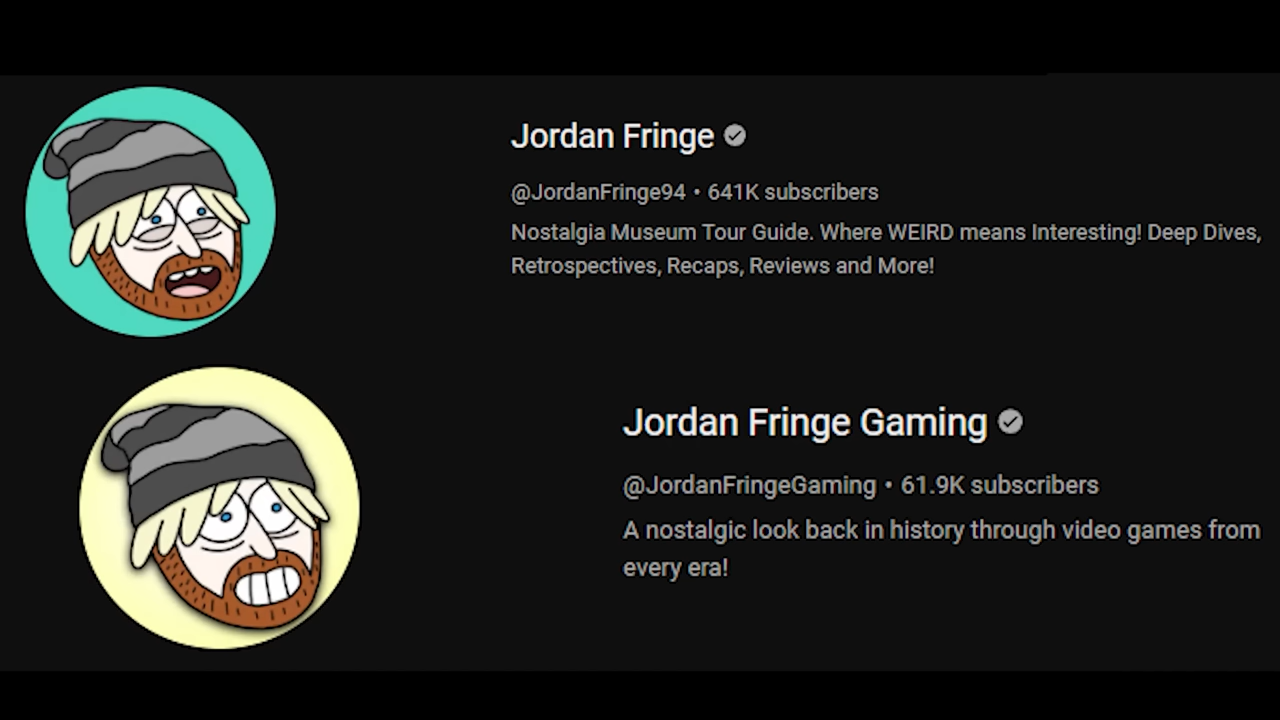 Jordan Fringe
@JordanFringe94 • 641K subscribers
Nostalgia Museum Tour Guide. Where WEIRD means Interesting! Deep Dives,
Retrospectives, Recaps, Reviews and More!
Jordan Fringe Gaming
@JordanFringeGaming • 61.9K subscribers
A nostalgic look back in history through video games from
every era!